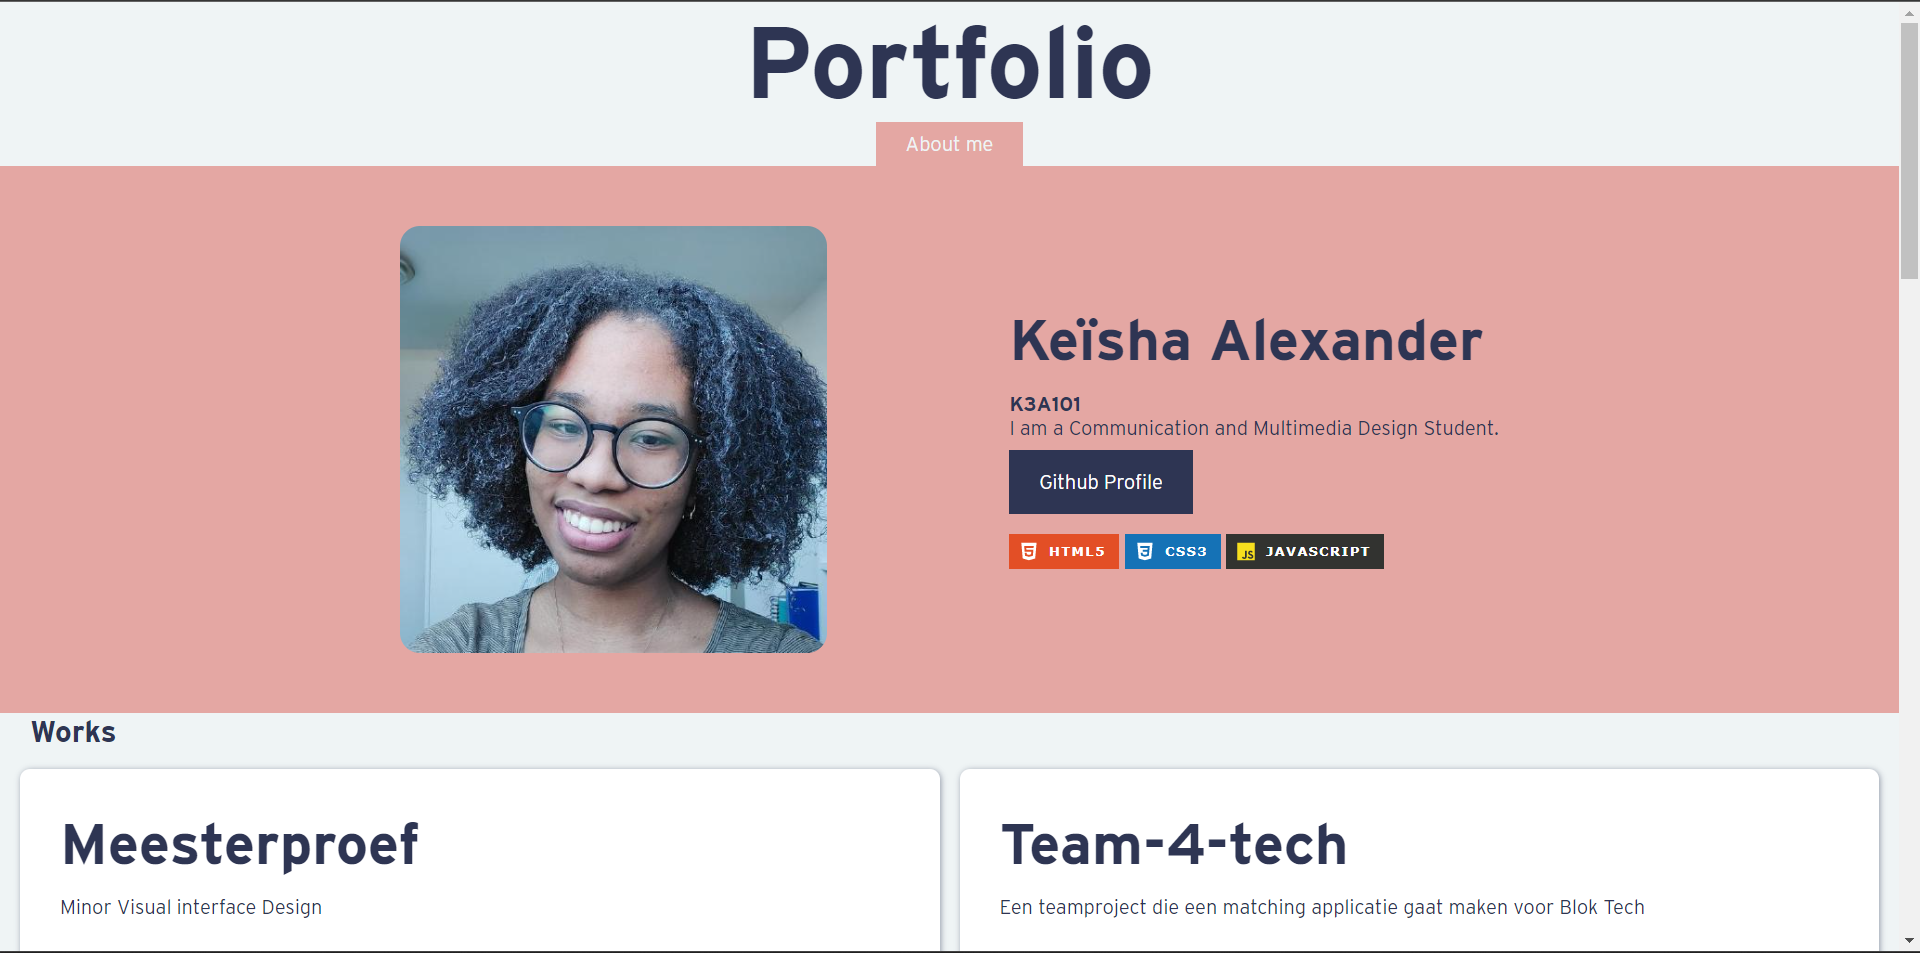 Portfolio
About me
Keïsha Alexander
K3A101
I am a Communication and Multimedia Design Student.
Github Profile
HTML5 CSS3 JS JAVASCRIPT
Works
Meesterproef
Minor Visual interface Design
Team-4-tech
Een teamproject die een matching applicatie gaat maken voor Blok Tech